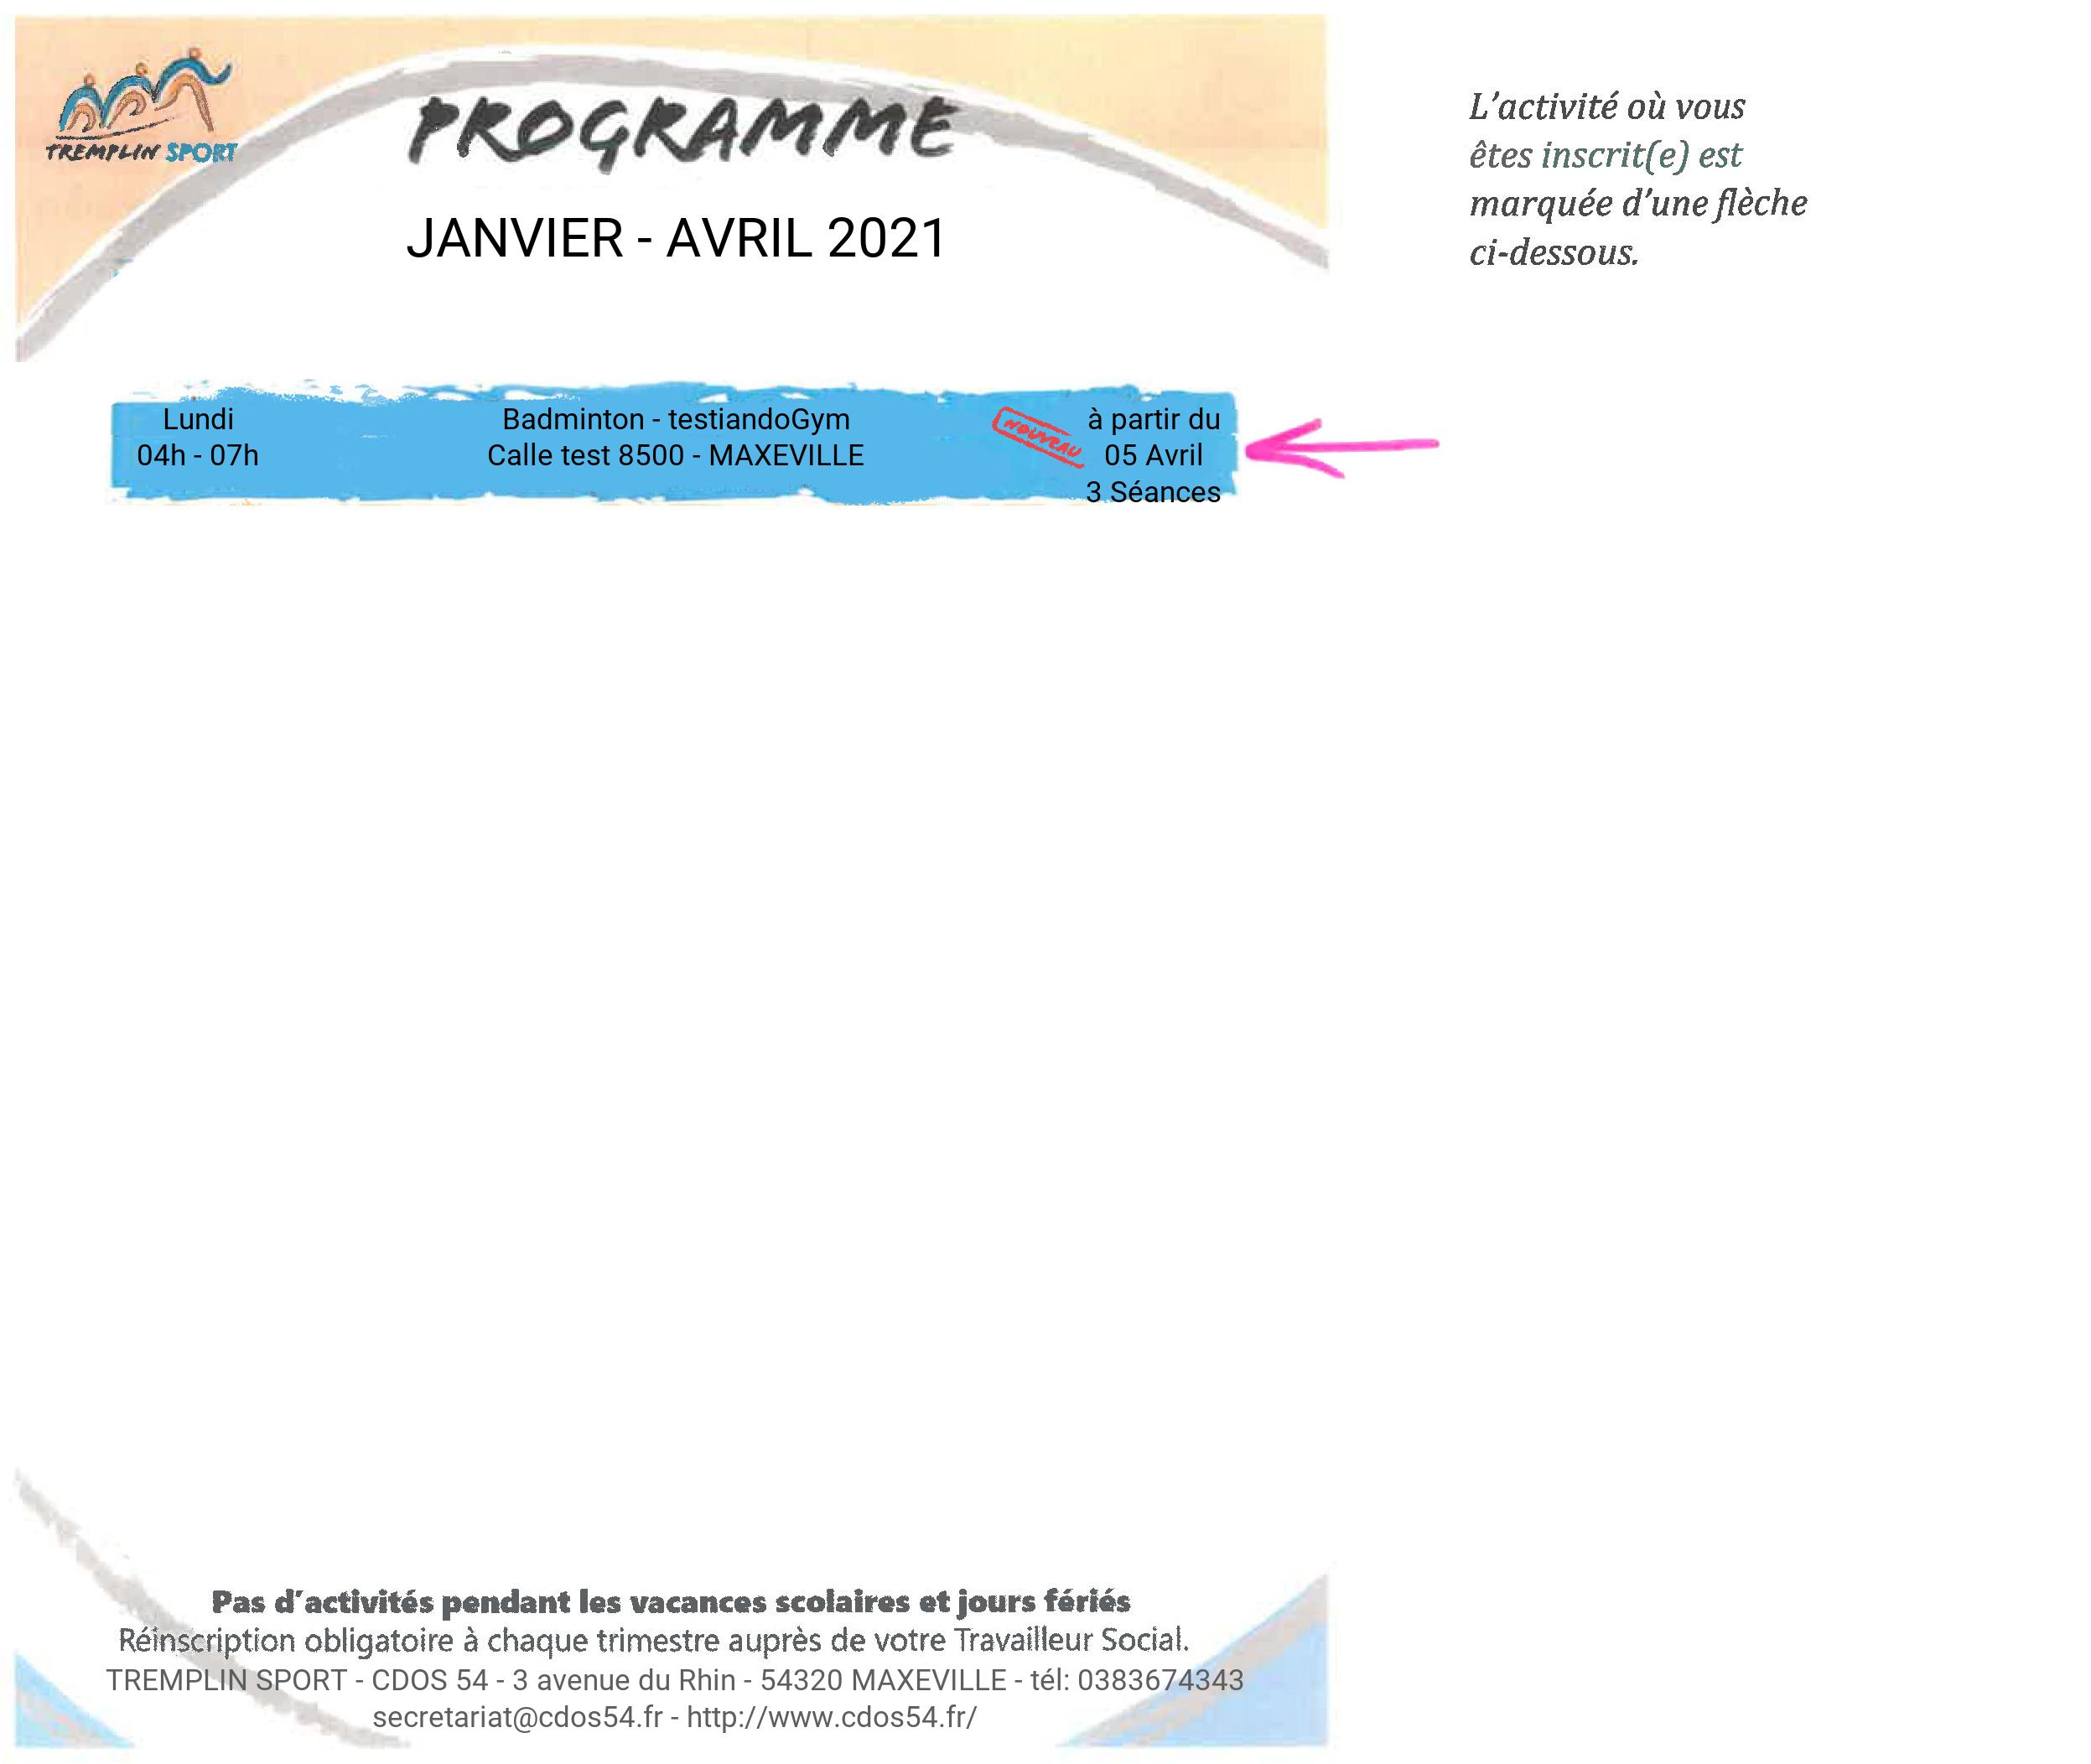 TREMPLIN SPORT
PROGRAMME
JANVIER - AVRIL 2021
L'activité où vous
êtes inscrit(e) est
marquée d'une flèche
ci-dessous.
Lundi
04h - 07h
Badminton - testiandoGym
Calle test 8500 - MAXEVILLE
NOUVEAU
à partir du
05 Avril
3 Séances
Pas d'activités pendant les vacances scolaires et jours fériés
Réinscription obligatoire à chaque trimestre auprès de votre Travailleur Social.
TREMPLIN SPORT - CDOS 54 - 3 avenue du Rhin - 54320 MAXEVILLE - tél: 0383674343
secretariat@cdos54.fr - http://www.cdos54.fr/